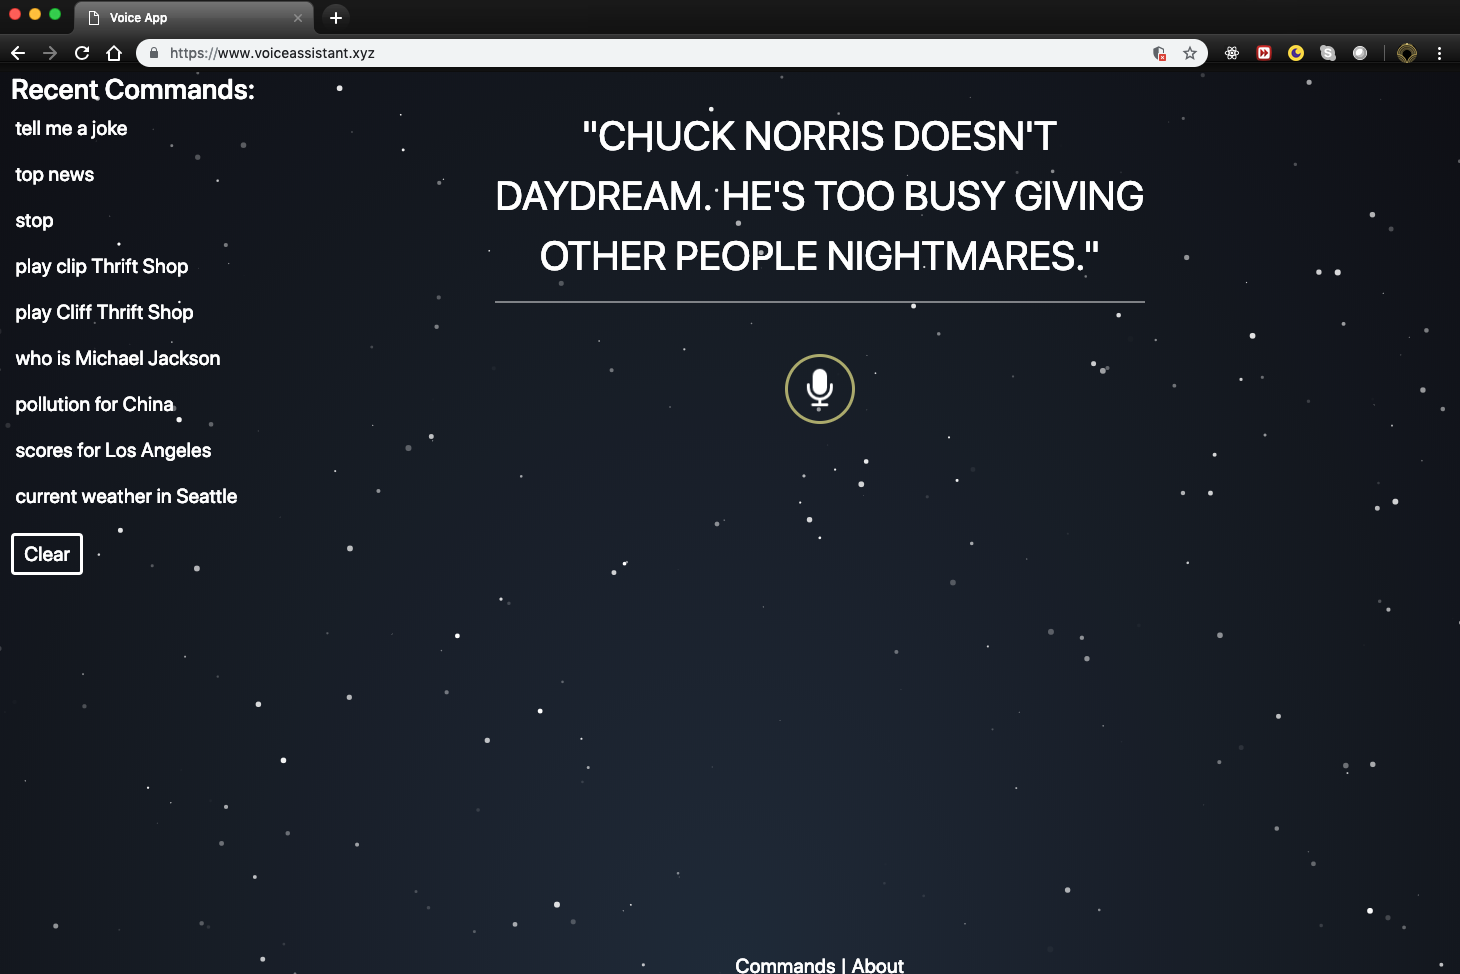 Voice App
https://www.voiceassistant.xyz
Recent Commands:
tell me a joke
top news
stop
play clip Thrift Shop
play Cliff Thrift Shop
who is Michael Jackson
pollution for China
scores for Los Angeles
current weather in Seattle
Clear
"CHUCK NORRIS DOESN'T
DAYDREAM. HE'S TOO BUSY GIVING
OTHER PEOPLE NIGHTMARES."
Commands | About